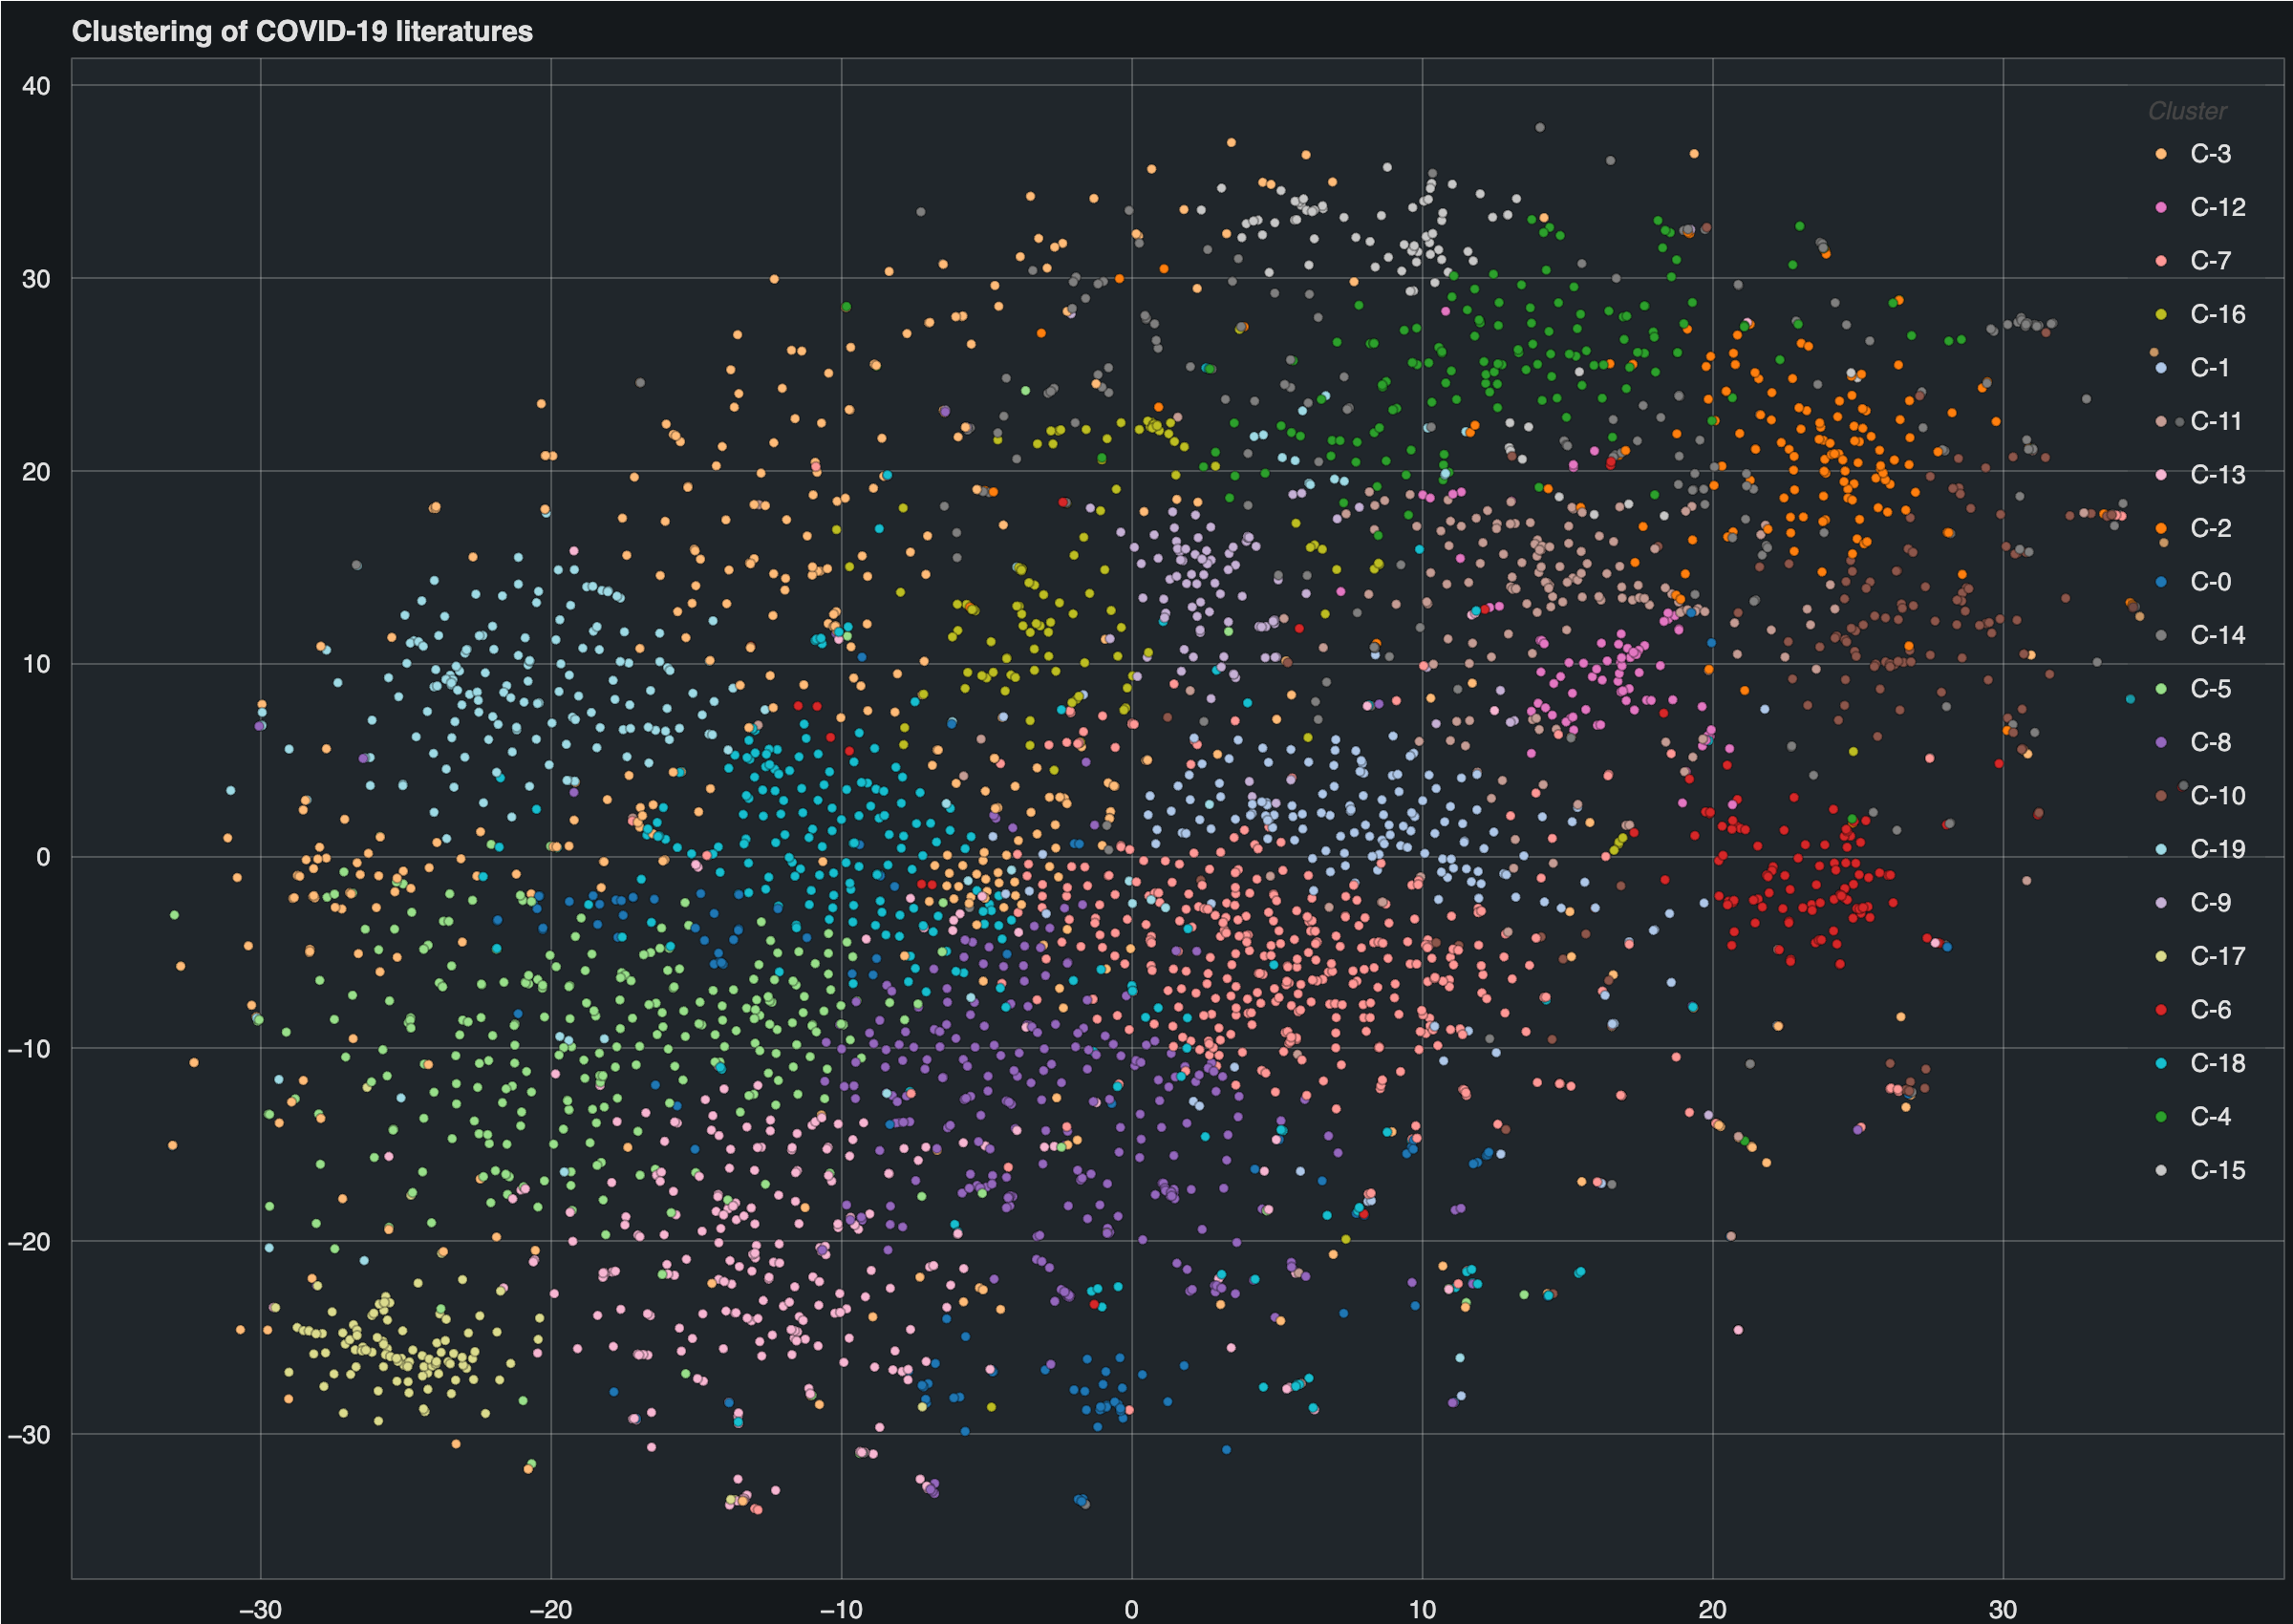 Clustering of COVID-19 literatures
40
30
20
10
0
−10
−20
−30
−30
−20
−10
0
10
20
30
Cluster
C-3
C-12
C-7
C-16
C-1
C-11
C-13
C-2
C-0
C-14
C-5
C-8
C-10
C-19
C-9
C-17
C-6
C-18
C-4
C-15